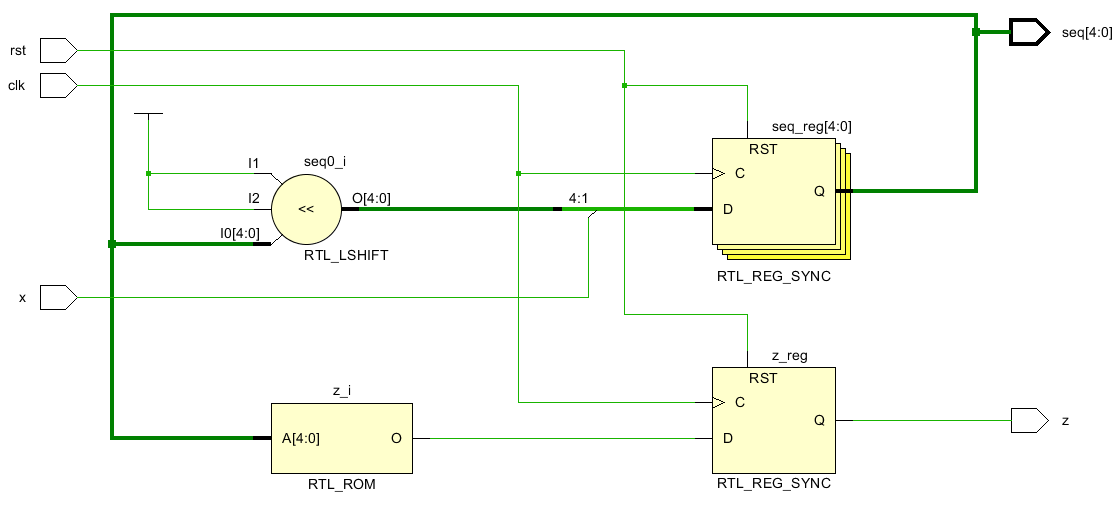 rst
seq[4:0]
clk
seq_reg[4:0]
RST
I1
seq0_i
C
Q
I2
<<
O[4:0]
4:1
D
I0[4:0]
RTL_LSHIFT
RTL_REG_SYNC
x
z_reg
RST
z_i
C
Q
z
A[4:0]
O
D
RTL_ROM
RTL_REG_SYNC